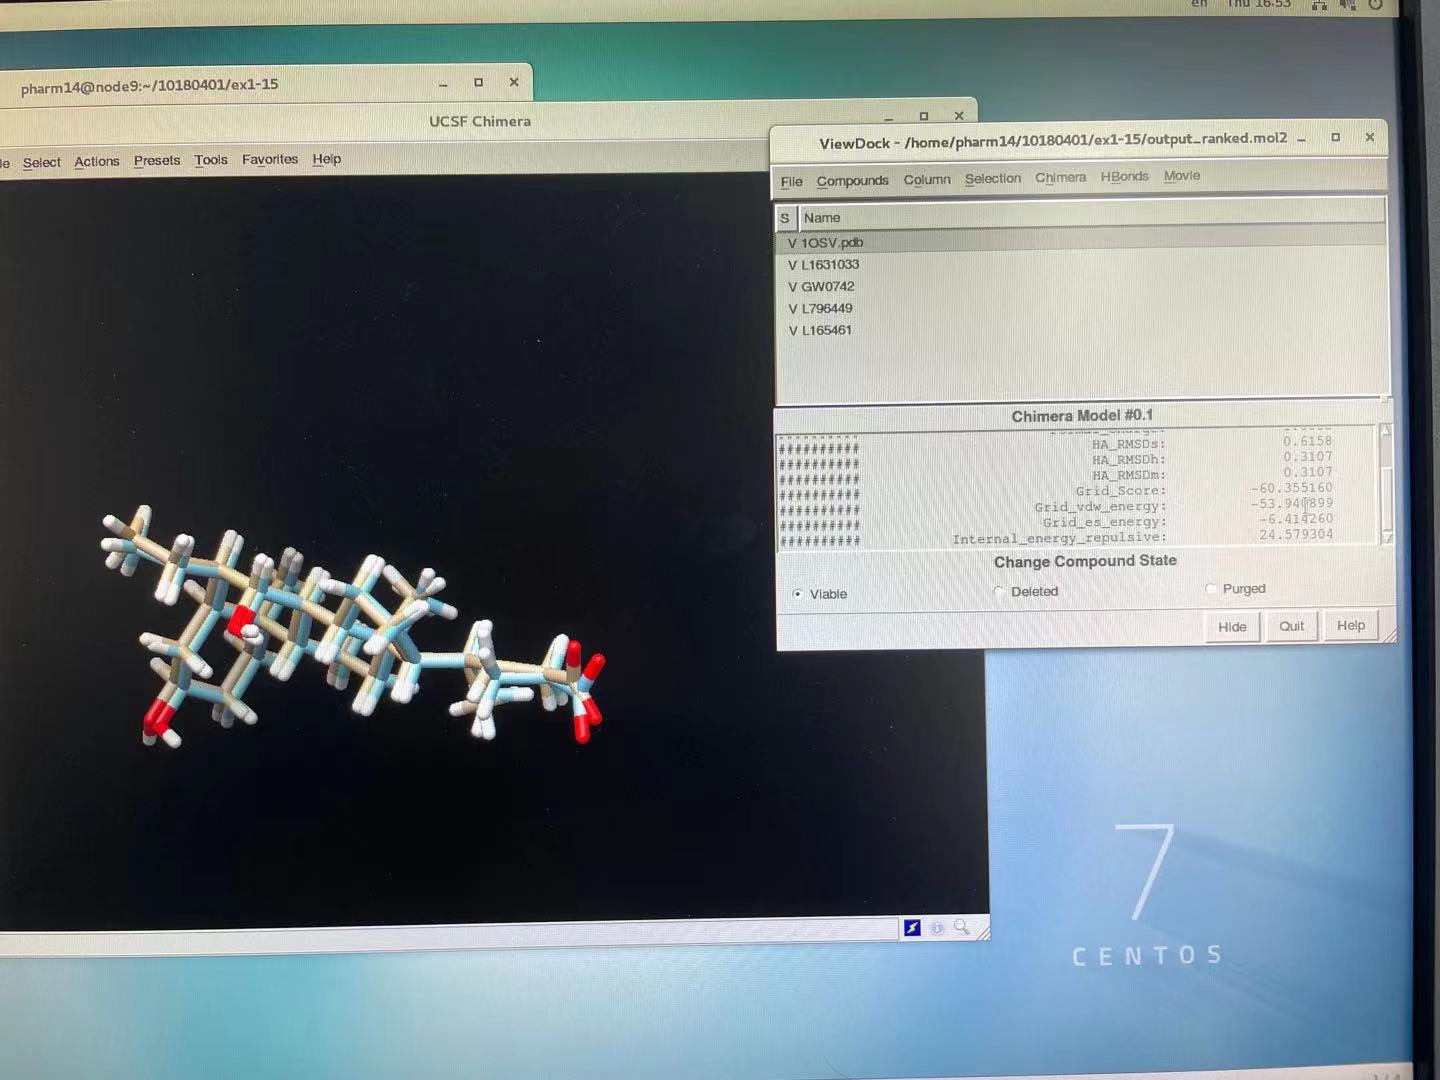 en Thu 16:53
pharm14@node9:~/10180401/ex1-15
UCSF Chimera
Select Actions Presets Tools Favorites Help
ViewDock - /home/pharm14/10180401/ex1-15/output_ranked.mol2
File Compounds Column Selection Chimera HBonds Movie
S Name
V 1OSV.pdb
V L1631033
V GW0742
V L796449
V L165461
Chimera Model #0.1
########## HA_RMSDs: 0.6158
########## HA_RMSDh: 0.3107
########## HA_RMSDm: 0.3107
########## Grid_Score: -60.355160
########## Grid_vdw_energy:
########## Grid_es_energy: -6.414260
########## Internal_energy_repulsive: 24.579304
Change Compound State
Viable Deleted Purged
Hide Quit Help
7
CENTOS